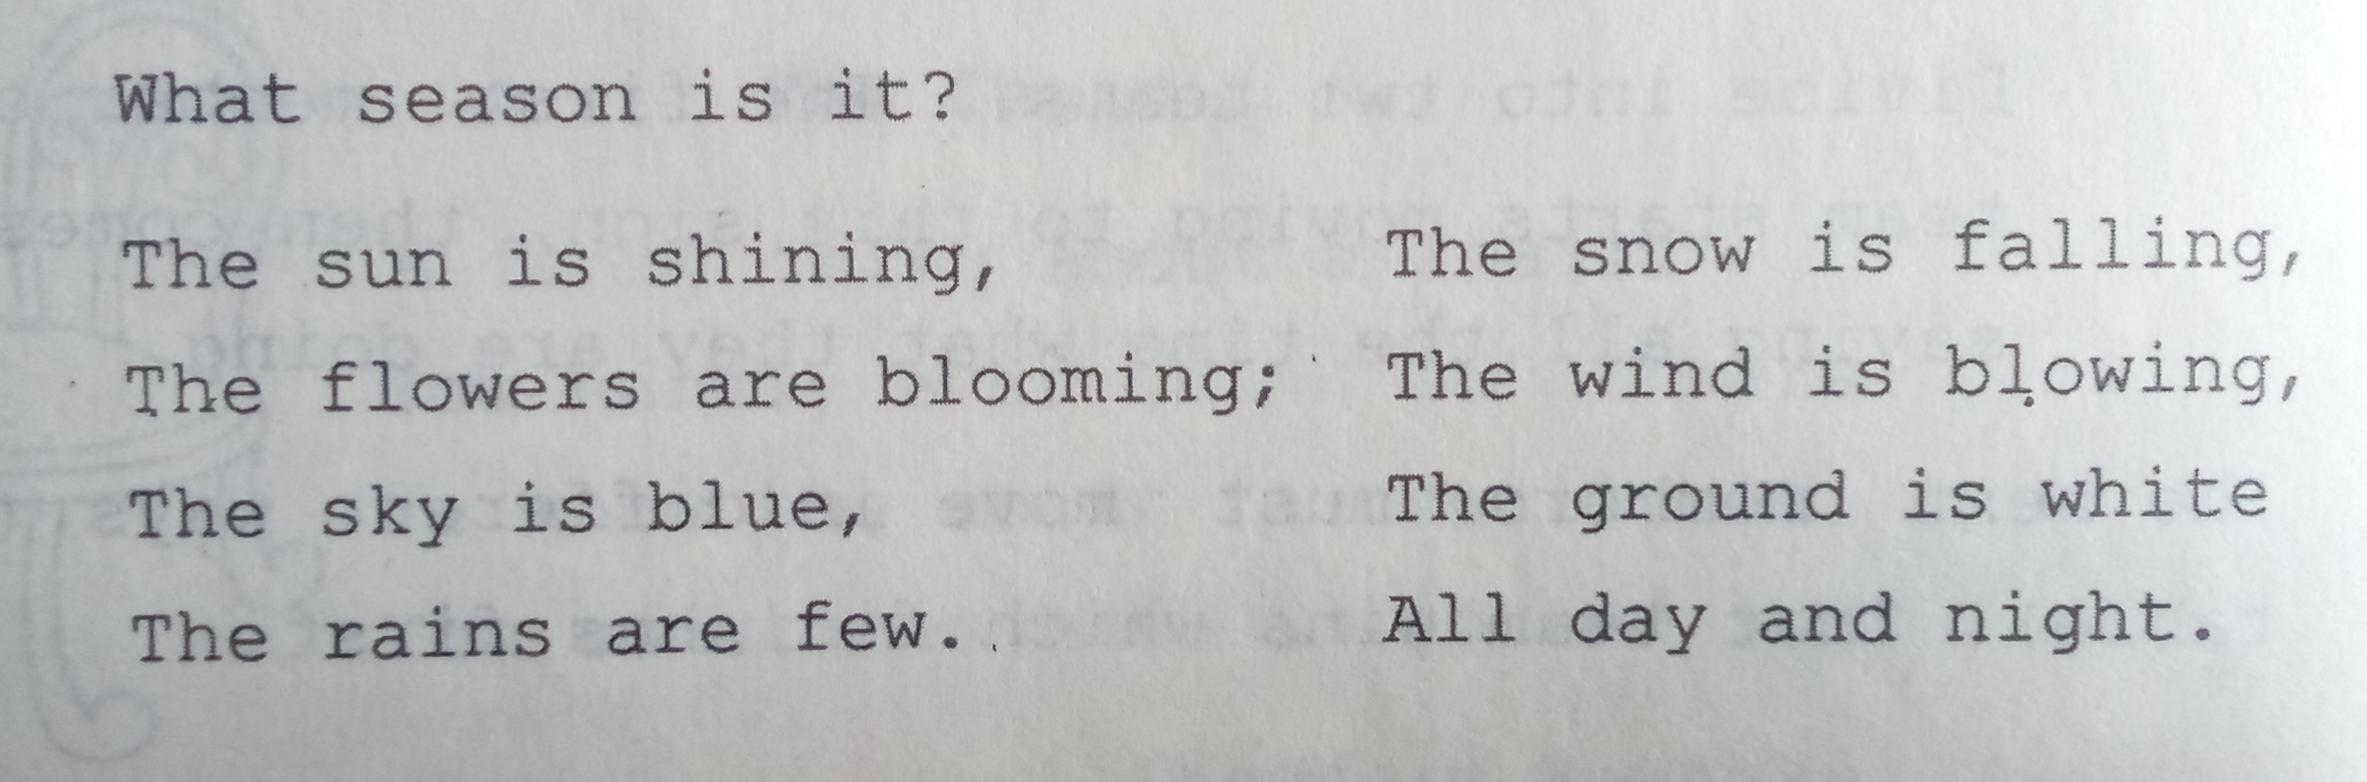 What season is it?
The sun is shining,
The flowers are blooming;
The sky is blue,
The rains are few.
The snow is falling,
The wind is blowing,
The ground is white
All day and night.